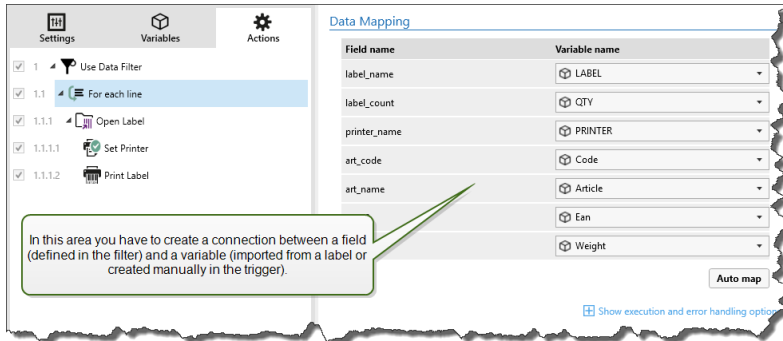 Settings
Variables
Actions
1 Use Data Filter
1.1 For each line
1.1.1 Open Label
1.1.1.1 Set Printer
1.1.1.2 Print Label
In this area you have to create a connection between a field
(defined in the filter) and a variable (imported from a label or
created manually in the trigger).
Data Mapping
Field name Variable name
label_name LABEL
label_count QTY
printer_name PRINTER
art_code Code
art_name Article
Ean
Weight
Auto map
Show execution and error handling option